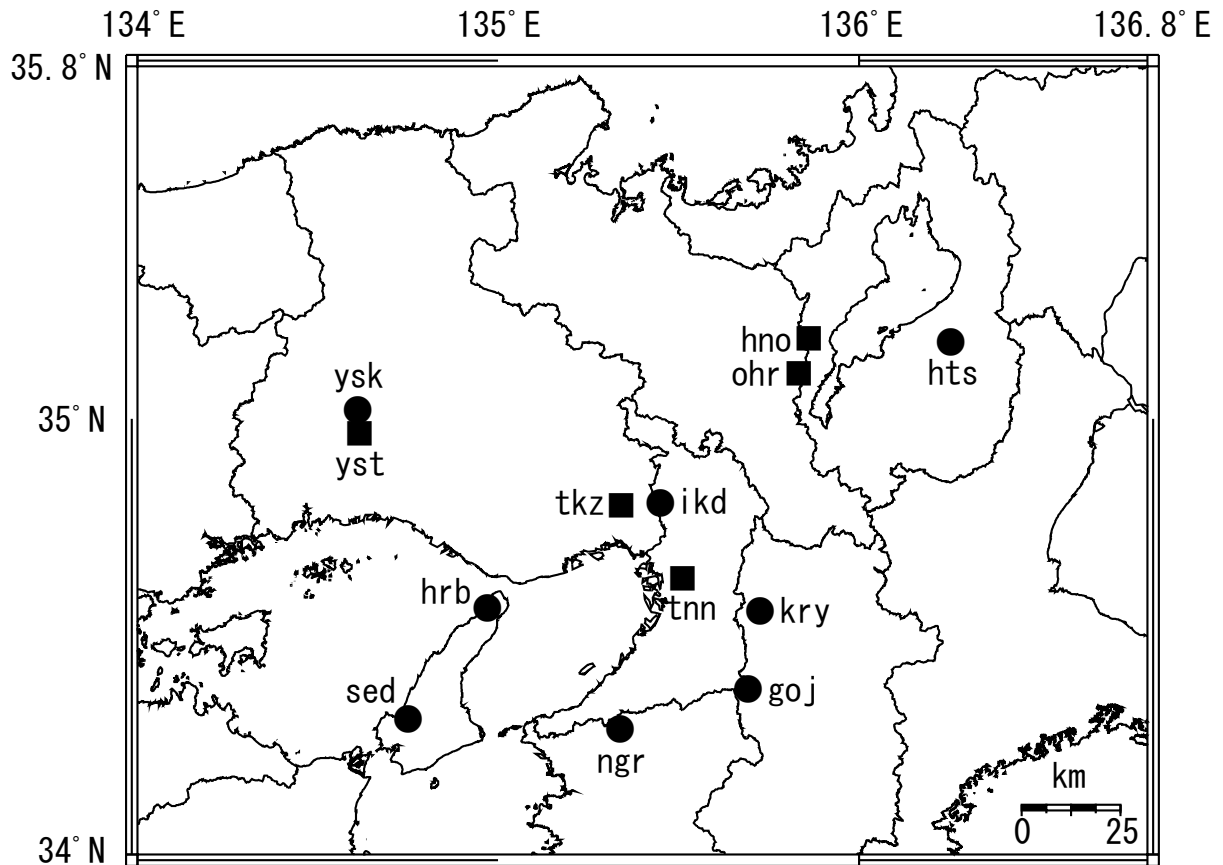 134°E 135°E 136°E 136.8°E
35.8°N
hno
ohr
hts
ysk
35°N
yst
tkz ikd
hrb
tnn
kry
sed
goj
ngr
km
0 25
34°N